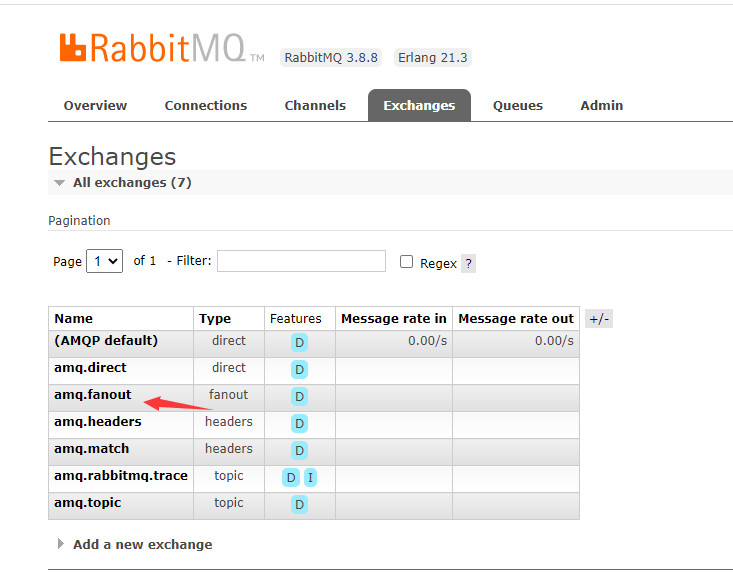 RabbitMQ TM RabbitMQ 3.8.8 Erlang 21.3
Overview Connections Channels Exchanges Queues Admin
Exchanges
All exchanges (7)
Pagination
Page 1 of 1 - Filter: Regex ?
Name Type Features Message rate in Message rate out +/-
(AMQP default) direct D 0.00/s 0.00/s
amq.direct direct D
amq.fanout fanout D
amq.headers headers D
amq.match headers D
amq.rabbitmq.trace topic D I
amq.topic topic D
Add a new exchange